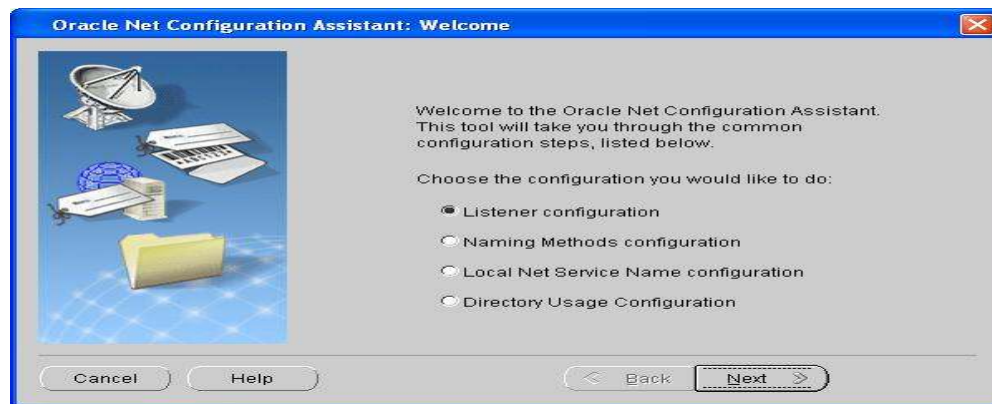 Oracle Net Configuration Assistant: Welcome
Welcome to the Oracle Net Configuration Assistant.
This tool will take you through the common
configuration steps, listed below.
Choose the configuration you would like to do:
Listener configuration
Naming Methods configuration
Local Net Service Name configuration
Directory Usage Configuration
Cancel
Help
Back
Next